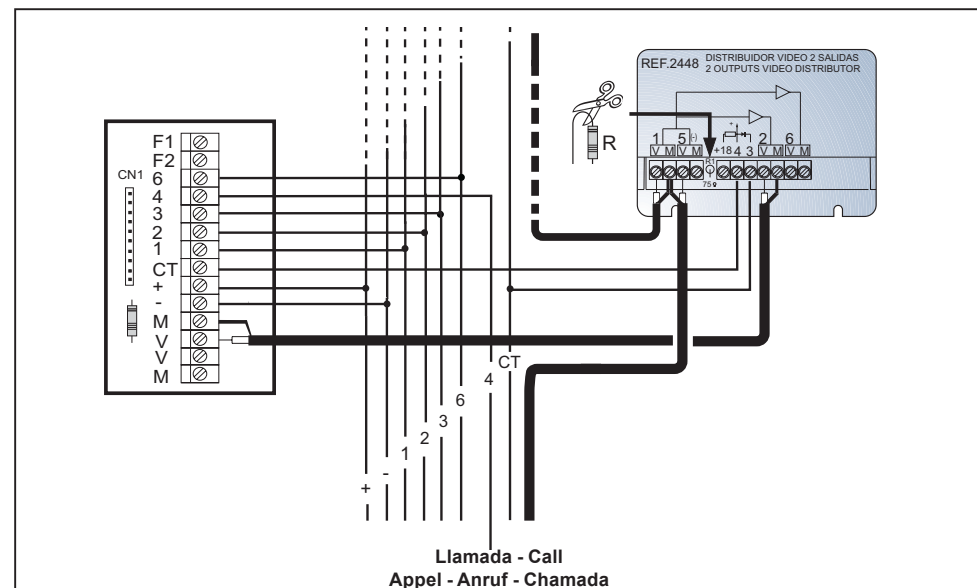 REF.2448
DISTRIBUIDOR VIDEO 2 SALIDAS
2 OUTPUTS VIDEO DISTRIBUTOR
R
1 5 (-) + 2 6
V M V M +18 4 3 V M V M
R1
75
CN1
F1
F2
6
4
3
2
1
CT
+
-
M
V
V
M
CT
4
6
3
2
1
-
+
Llamada - Call
Appel - Anruf - Chamada